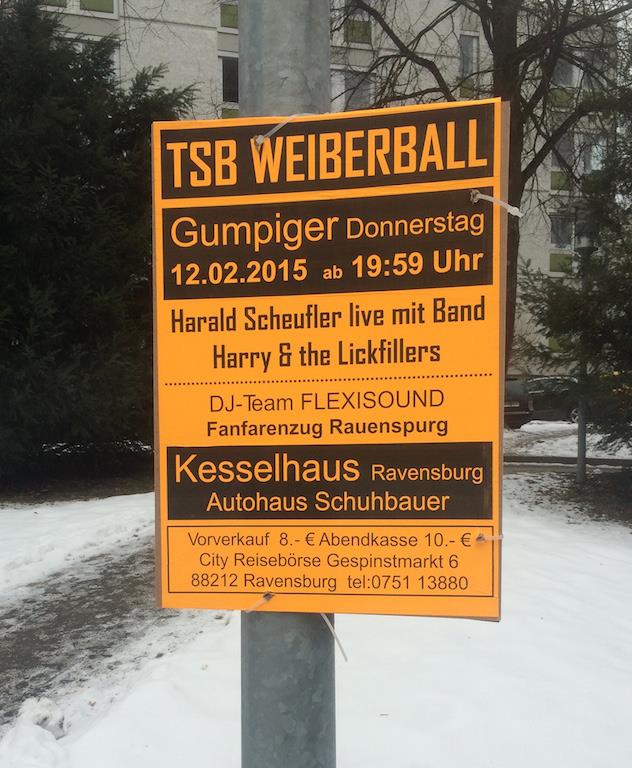 TSB WEIBERBALL
Gumpiger Donnerstag
12.02.2015 ab 19:59 Uhr
Harald Scheufler live mit Band
Harry & the Lickfillers
DJ-Team FLEXISOUND
Fanfarenzug Rauenspurg
Kesselhaus Ravensburg
Autohaus Schuhbauer
Vorverkauf 8.- € Abendkasse 10.- €
City Reisebörse Gespinstmarkt 6
88212 Ravensburg tel:0751 13880